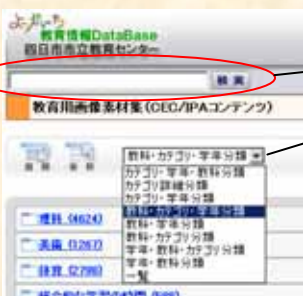 教育情報DataBase
四日市市立教育センター
検 索
教育用画像素材集(CEC/IPAコンテンツ)
教科・カテゴリ・学年分類
カテゴリ・学年・教科分類
カテゴリ詳細分類
カテゴリ・学年分類
教科・カテゴリ・学年分類
教科・学年分類
教科・カテゴリ分類
学年・教科・カテゴリ分類
学年・教科分類
一覧
理科 (4624)
美術 (1267)
体育 (2796)